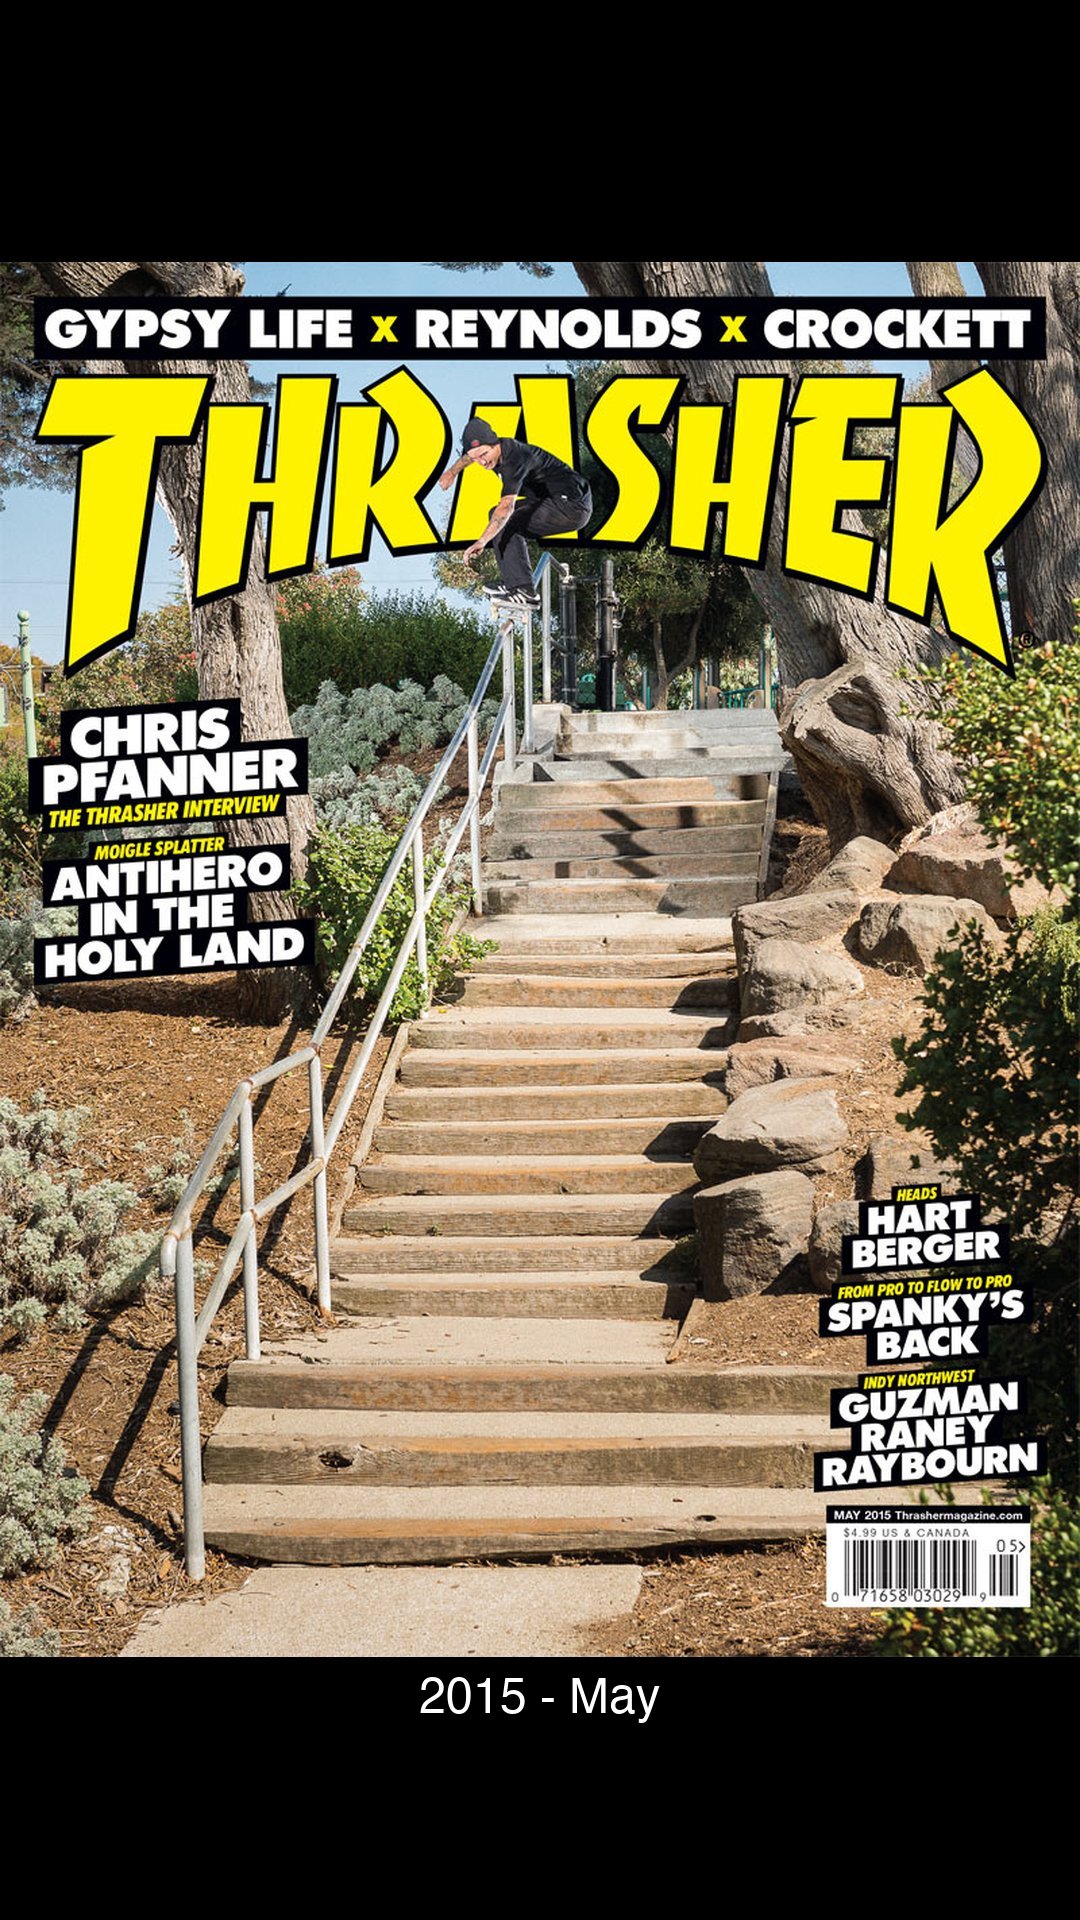 GYPSY LIFE x REYNOLDS x CROCKETT
THRASHER
®
CHRIS
PFANNER
THE THRASHER INTERVIEW
MOIGLE SPLATTER
ANTIHERO
IN THE
HOLY LAND
HEADS
HART
BERGER
FROM PRO TO FLOW TO PRO
SPANKY'S
BACK
INDY NORTHWEST
GUZMAN
RANEY
RAYBOURN
MAY 2015 Thrashermagazine.com
$4.99 US & CANADA
05>
0 71658 03029 9
2015 - May